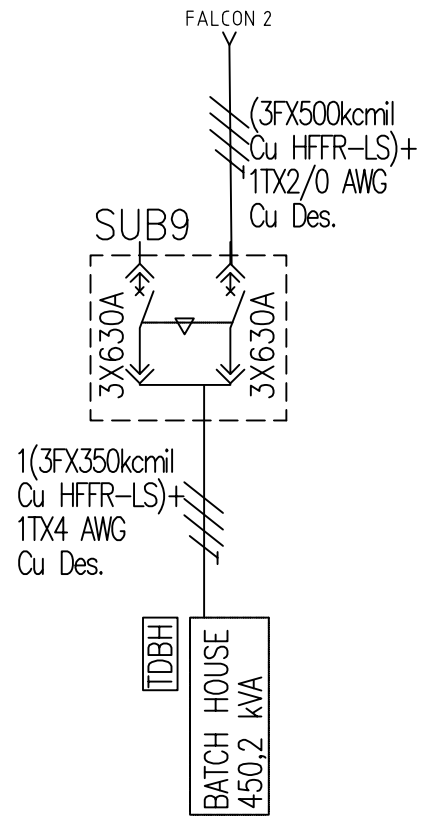 FALCON 2
(3FX500kcmil
Cu HFFR-LS)+
1TX2/0 AWG
Cu Des.
SUB9
3X630A
3X630A
1(3FX350kcmil
Cu HFFR-LS)+
1TX4 AWG
Cu Des.
TDBH
BATCH HOUSE
450,2 kVA